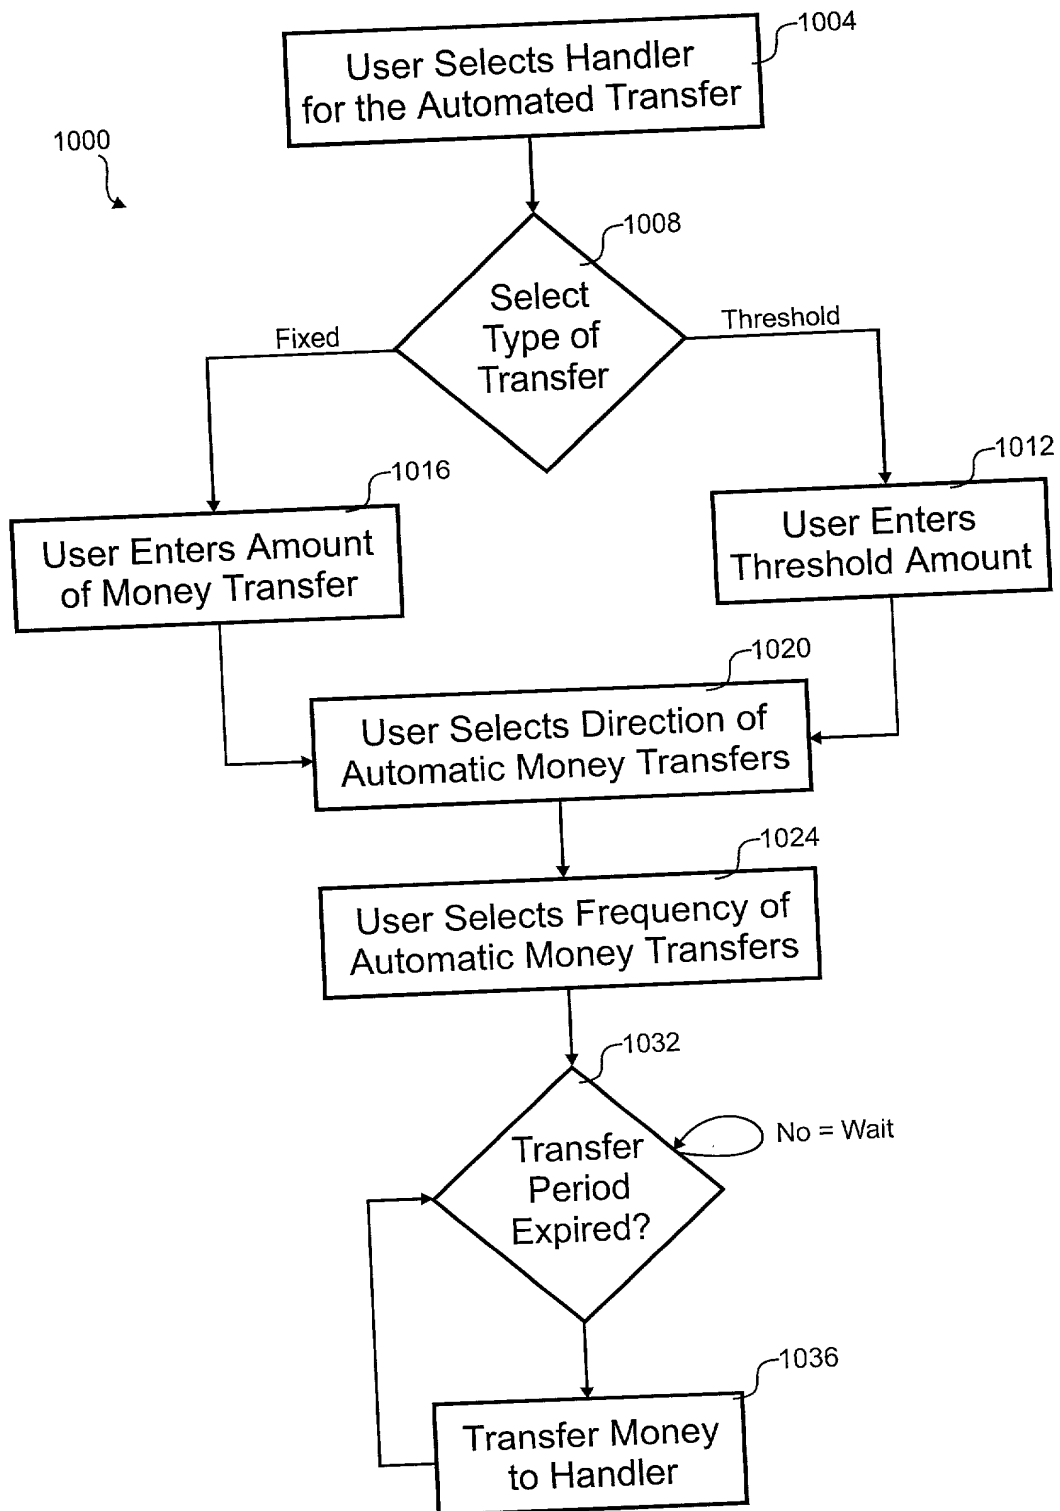 1004
User Selects Handler
for the Automated Transfer
1000
1008
Select
Type of
Transfer
Fixed
Threshold
1016
User Enters Amount
of Money Transfer
1012
User Enters
Threshold Amount
1020
User Selects Direction of
Automatic Money Transfers
1024
User Selects Frequency of
Automatic Money Transfers
1032
Transfer
Period
Expired?
No = Wait
1036
Transfer Money
to Handler